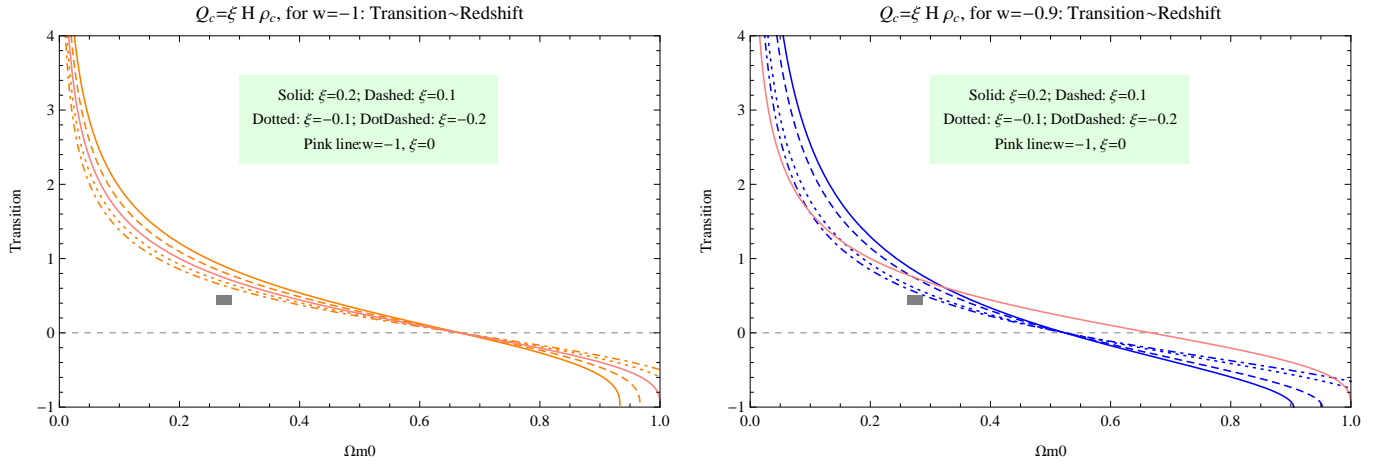 Q_c=ξ H ρ_c, for w=−1: Transition~Redshift
Transition
4
3
2
1
0
−1
Solid: ξ=0.2; Dashed: ξ=0.1
Dotted: ξ=−0.1; DotDashed: ξ=−0.2
Pink line:w=−1, ξ=0
0.0 0.2 0.4 0.6 0.8 1.0
Ωm0
Q_c=ξ H ρ_c, for w=−0.9: Transition~Redshift
Transition
4
3
2
1
0
−1
Solid: ξ=0.2; Dashed: ξ=0.1
Dotted: ξ=−0.1; DotDashed: ξ=−0.2
Pink line:w=−1, ξ=0
0.0 0.2 0.4 0.6 0.8 1.0
Ωm0